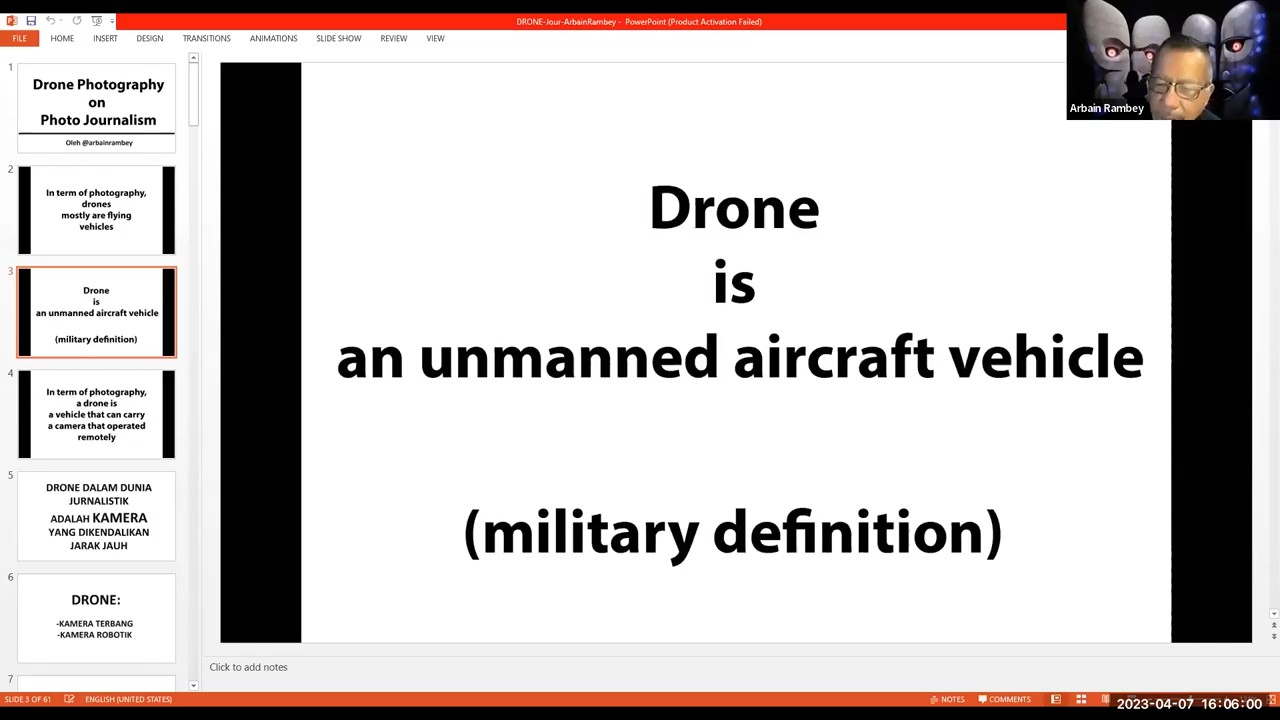 DRONE-Jour-ArbainRambey - PowerPoint (Product Activation Failed)
FILE HOME INSERT DESIGN TRANSITIONS ANIMATIONS SLIDE SHOW REVIEW VIEW
Arbain Rambey
1
Drone Photography
on
Photo Journalism
Oleh @arbainrambey
2
In term of photography,
drones
mostly are flying
vehicles
3
Drone
is
an unmanned aircraft vehicle
(military definition)
4
In term of photography,
a drone is
a vehicle that can carry
a camera that operated
remotely
5
DRONE DALAM DUNIA
JURNALISTIK
ADALAH KAMERA
YANG DIKENDALIKAN
JARAK JAUH
6
DRONE:
-KAMERA TERBANG
-KAMERA ROBOTIK
7
Drone
is
an unmanned aircraft vehicle
(military definition)
Click to add notes
SLIDE 3 OF 61 ENGLISH (UNITED STATES) NOTES COMMENTS
2023-04-07 16:06:00